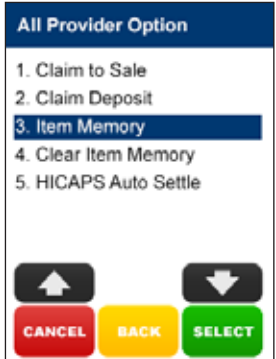 All Provider Option
1. Claim to Sale
2. Claim Deposit
3. Item Memory
4. Clear Item Memory
5. HICAPS Auto Settle
CANCEL BACK SELECT